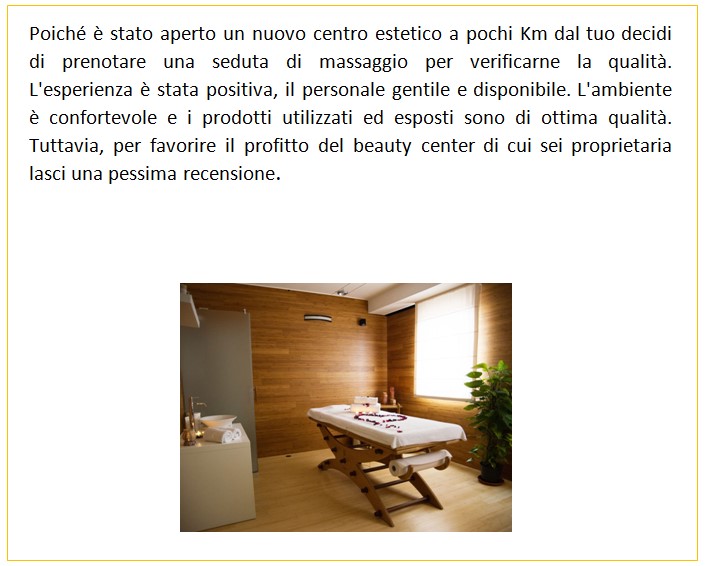 Poiché è stato aperto un nuovo centro estetico a pochi Km dal tuo decidi
di prenotare una seduta di massaggio per verificarne la qualità.
L'esperienza è stata positiva, il personale gentile e disponibile. L'ambiente
è confortevole e i prodotti utilizzati ed esposti sono di ottima qualità.
Tuttavia, per favorire il profitto del beauty center di cui sei proprietaria
lasci una pessima recensione.